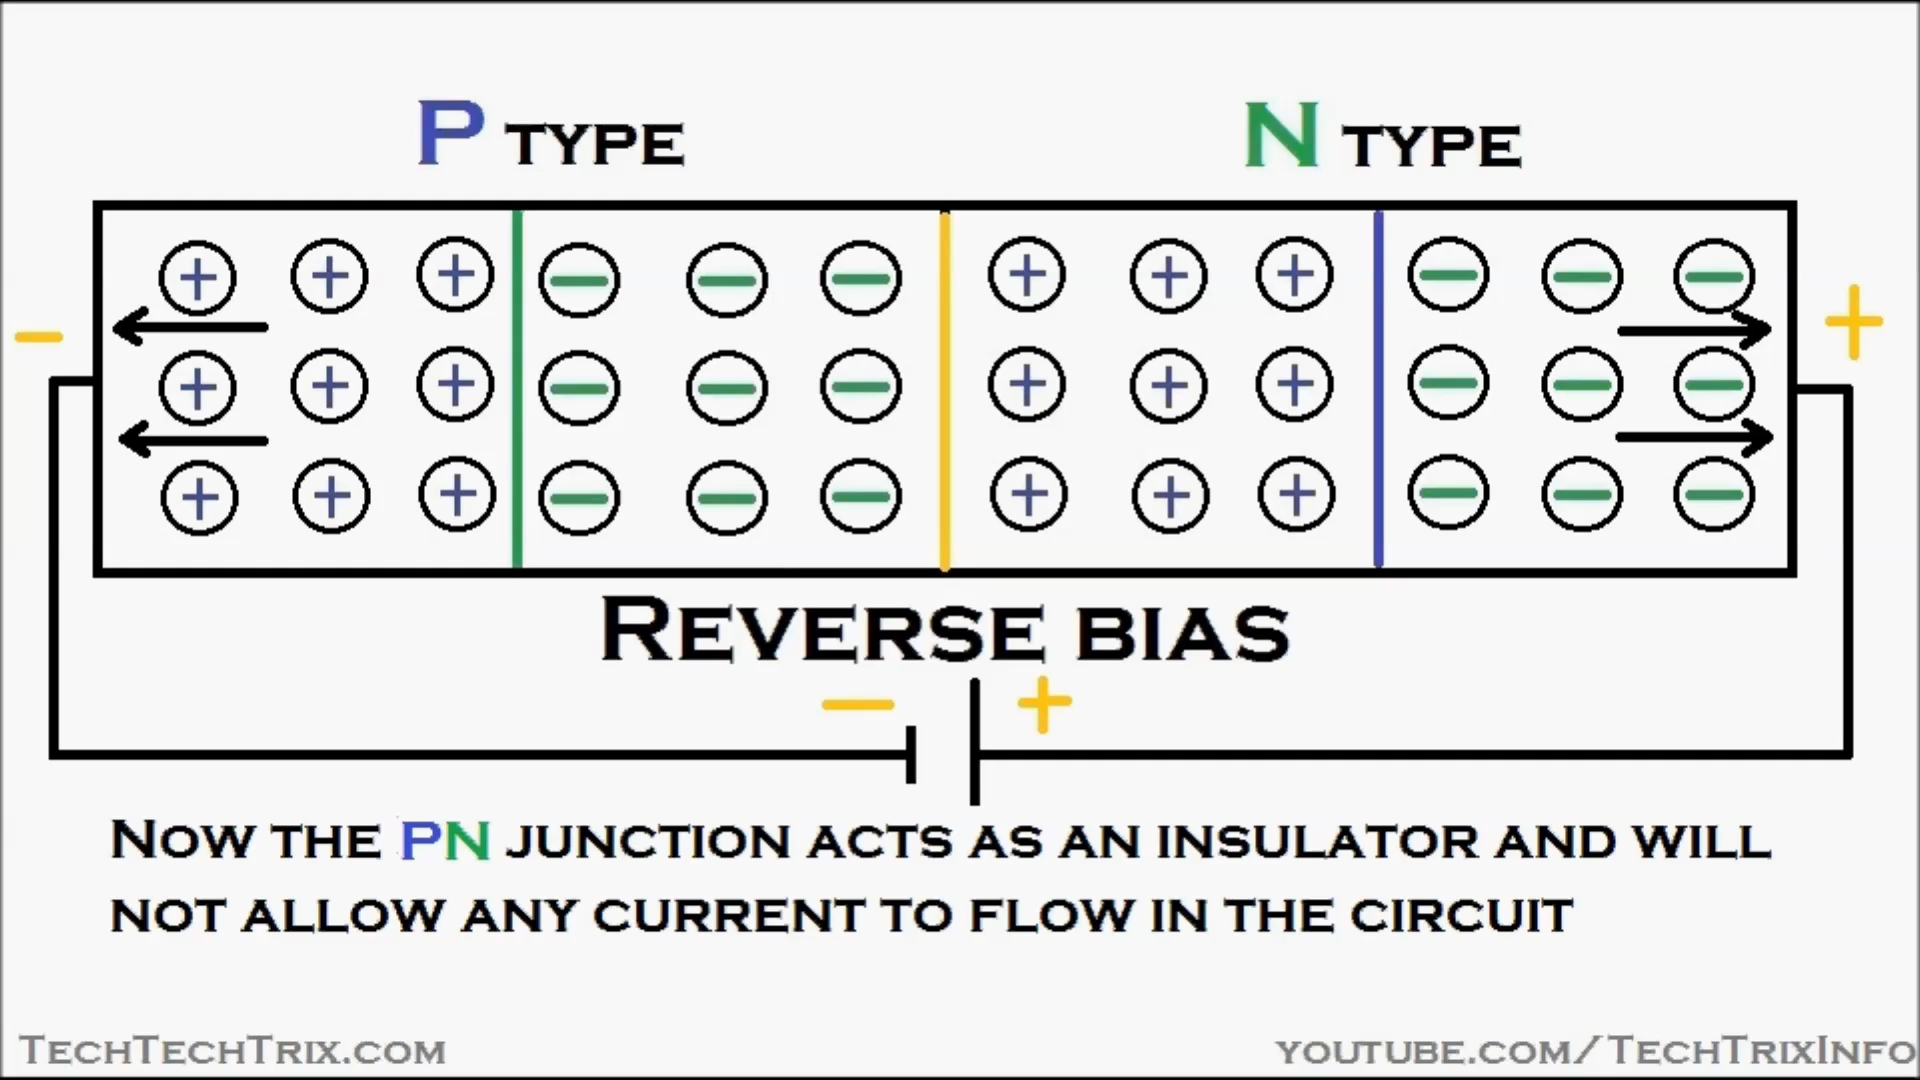 P TYPE
N TYPE
REVERSE BIAS
NOW THE PN JUNCTION ACTS AS AN INSULATOR AND WILL
NOT ALLOW ANY CURRENT TO FLOW IN THE CIRCUIT
TECHTECHTRIX.COM
YOUTUBE.COM/TECHTRIXINFO